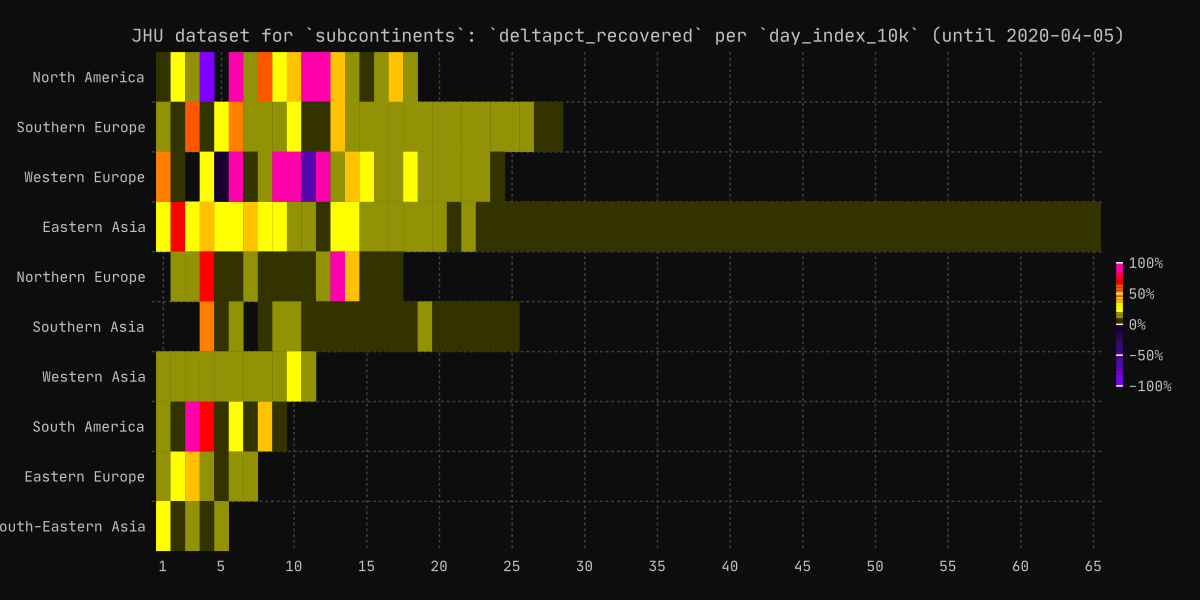 JHU dataset for `subcontinents`: `deltapct_recovered` per `day_index_10k` (until 2020-04-05)
North America
Southern Europe
Western Europe
Eastern Asia
Northern Europe
Southern Asia
Western Asia
South America
Eastern Europe
outh-Eastern Asia
100%
50%
0%
-50%
-100%
1 5 10 15 20 25 30 35 40 45 50 55 60 65